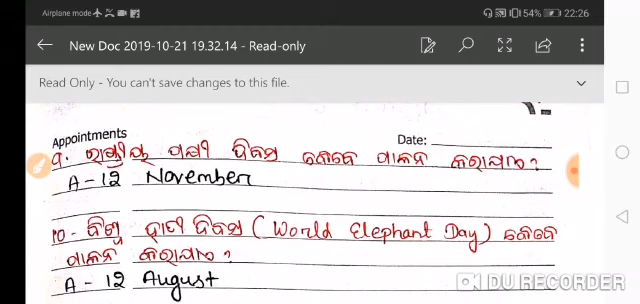 Airplane mode 54% 22:26
New Doc 2019-10-21 19.32.14 - Read-only
Read Only - You can't save changes to this file.
Appointments Date:
9. ରାଷ୍ଟ୍ରୀୟ ପକ୍ଷୀ ଦିବସ କେବେ ପାଳନ କରାଯାଏ?
A - 12 November
10 - ବିଶ୍ୱ ହାତୀ ଦିବସ (World Elephant Day) କେବେ
ପାଳନ କରାଯାଏ?
A - 12 August
DU RECORDER